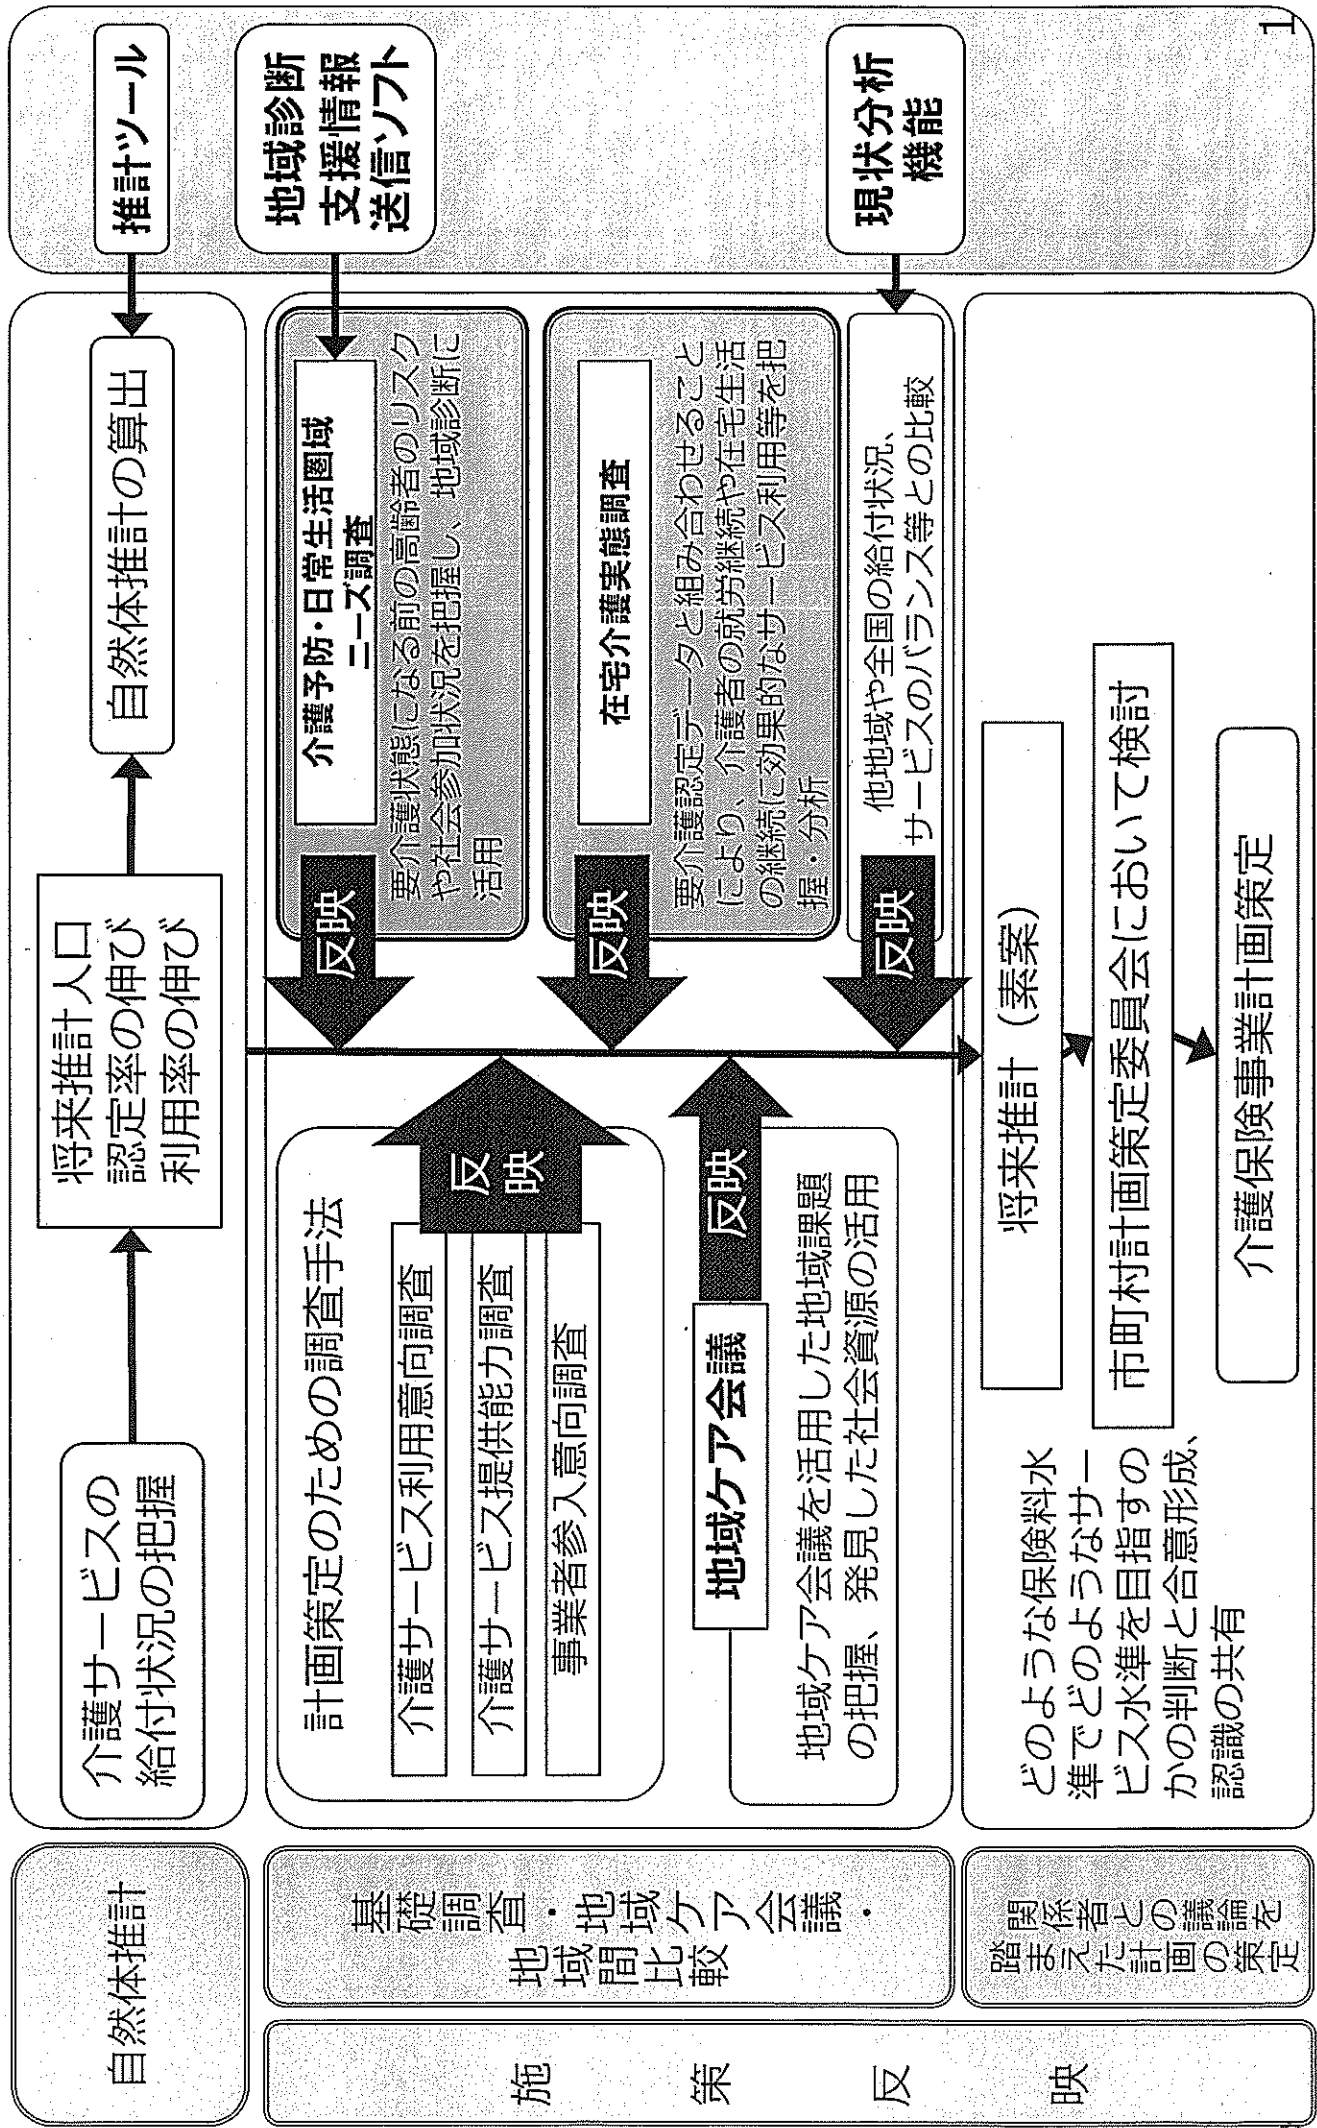 自然体推計
介護サービスの
給付状況の把握
将来推計人口
認定率の伸び
利用率の伸び
自然体推計の算出
推計ツール
施策反映
基礎調査・地域ケア会議・
地域間比較
計画策定のための調査手法
介護サービス利用意向調査
介護サービス提供能力調査
事業者参入意向調査
反
映
地域ケア会議
反映
地域ケア会議を活用した地域課題
の把握、発見した社会資源の活用
反映
介護予防・日常生活圏域
ニーズ調査
要介護状態になる前の高齢者のリスク
や社会参加状況を把握し、地域診断に
活用
地域診断
支援情報
送信ソフト
反映
在宅介護実態調査
要介護認定データと組み合わせること
により、介護者の就労継続や在宅生活
の継続に効果的なサービス利用等を把
握・分析
反映
他地域や全国の給付状況、
サービスのバランス等との比較
現状分析
機能
関係者との議論を
踏まえた計画の策定
どのような保険料水
準でどのようなサー
ビス水準を目指すの
かの判断と合意形成、
認識の共有
将来推計（素案）
市町村計画策定委員会において検討
介護保険事業計画策定
1